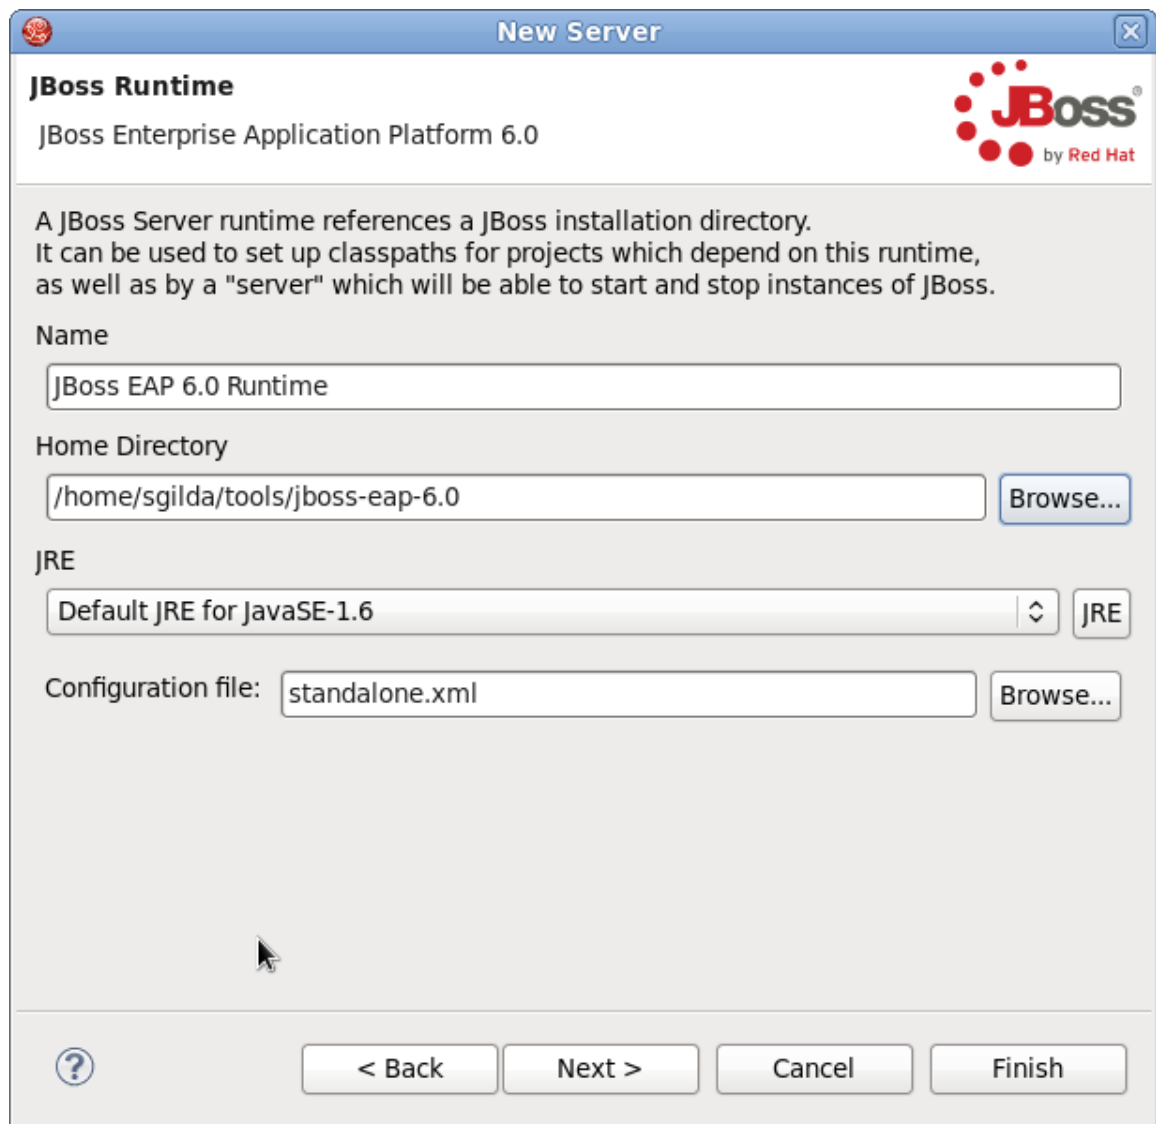 New Server
JBoss Runtime
JBoss Enterprise Application Platform 6.0
JBoss®
by Red Hat
A JBoss Server runtime references a JBoss installation directory.
It can be used to set up classpaths for projects which depend on this runtime,
as well as by a "server" which will be able to start and stop instances of JBoss.
Name
JBoss EAP 6.0 Runtime
Home Directory
/home/sgilda/tools/jboss-eap-6.0 Browse...
JRE
Default JRE for JavaSE-1.6 JRE
Configuration file: standalone.xml Browse...
? < Back Next > Cancel Finish